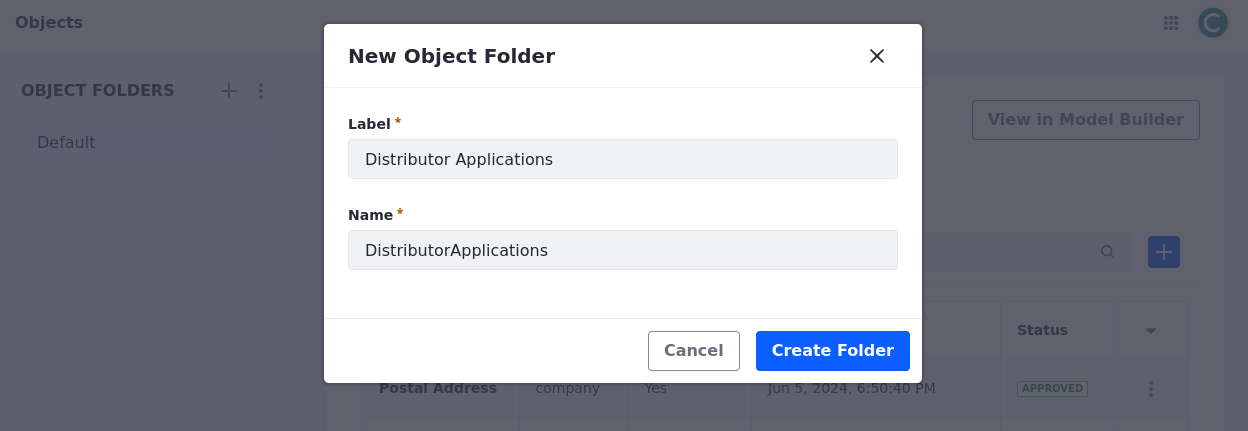 Objects
OBJECT FOLDERS
Default
New Object Folder
Label *
Distributor Applications
Name *
DistributorApplications
Cancel
Create Folder
View in Model Builder
Status
Postal Address company Yes Jun 5, 2024, 6:50:40 PM APPROVED